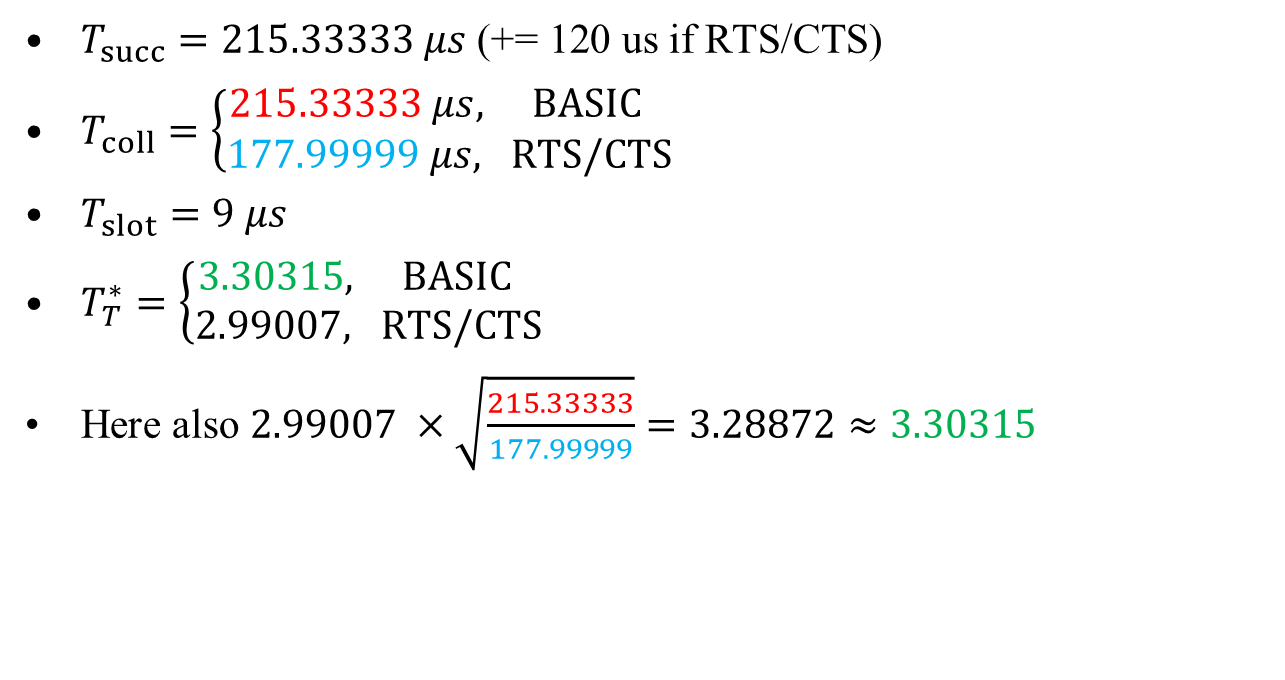 • T_succ = 215.33333 μs (+= 120 us if RTS/CTS)
• T_coll = { 215.33333 μs, BASIC
177.99999 μs, RTS/CTS
• T_slot = 9 μs
• T_T^* = { 3.30315, BASIC
2.99007, RTS/CTS
• Here also 2.99007 × √(215.33333/177.99999) = 3.28872 ≈ 3.30315